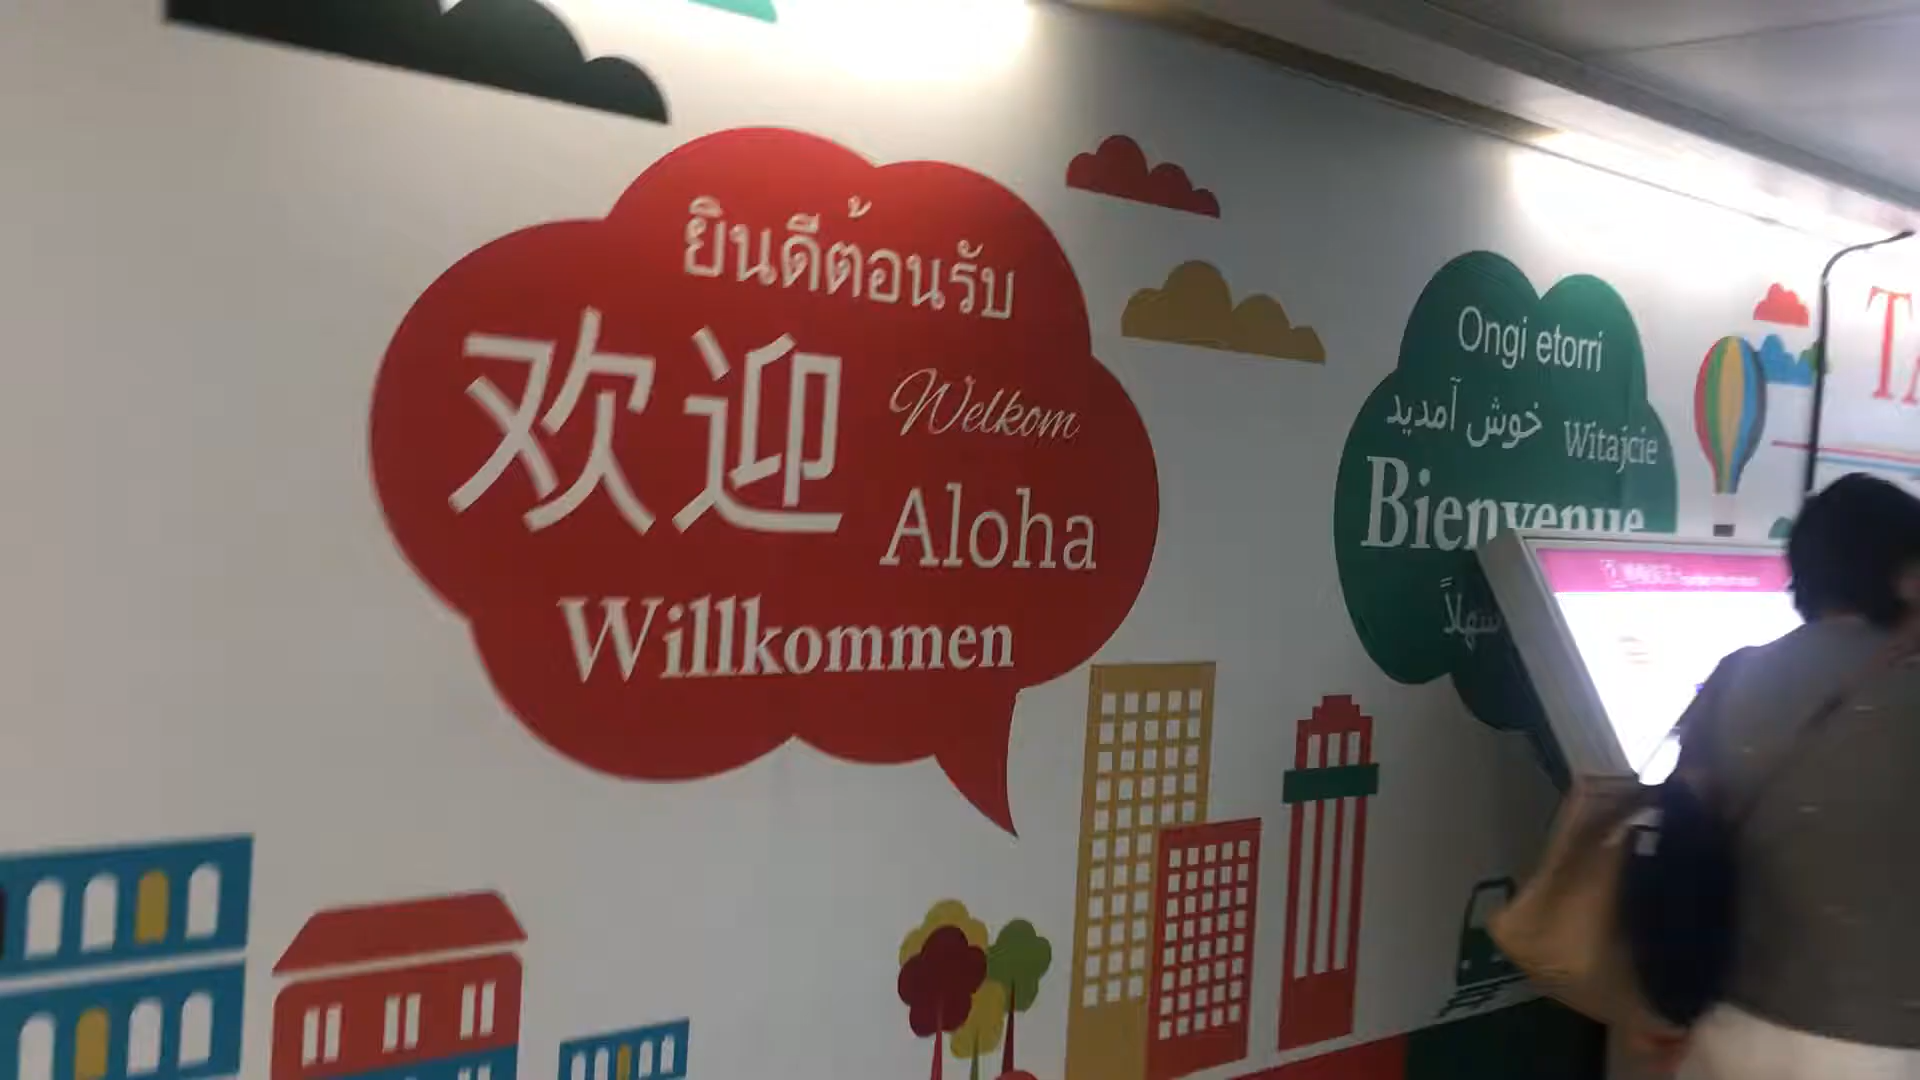 ยินดีต้อนรับ
欢迎
Welkom
Aloha
Willkommen
Ongi etorri
خوش آمدید
Witajcie
Bienvenue